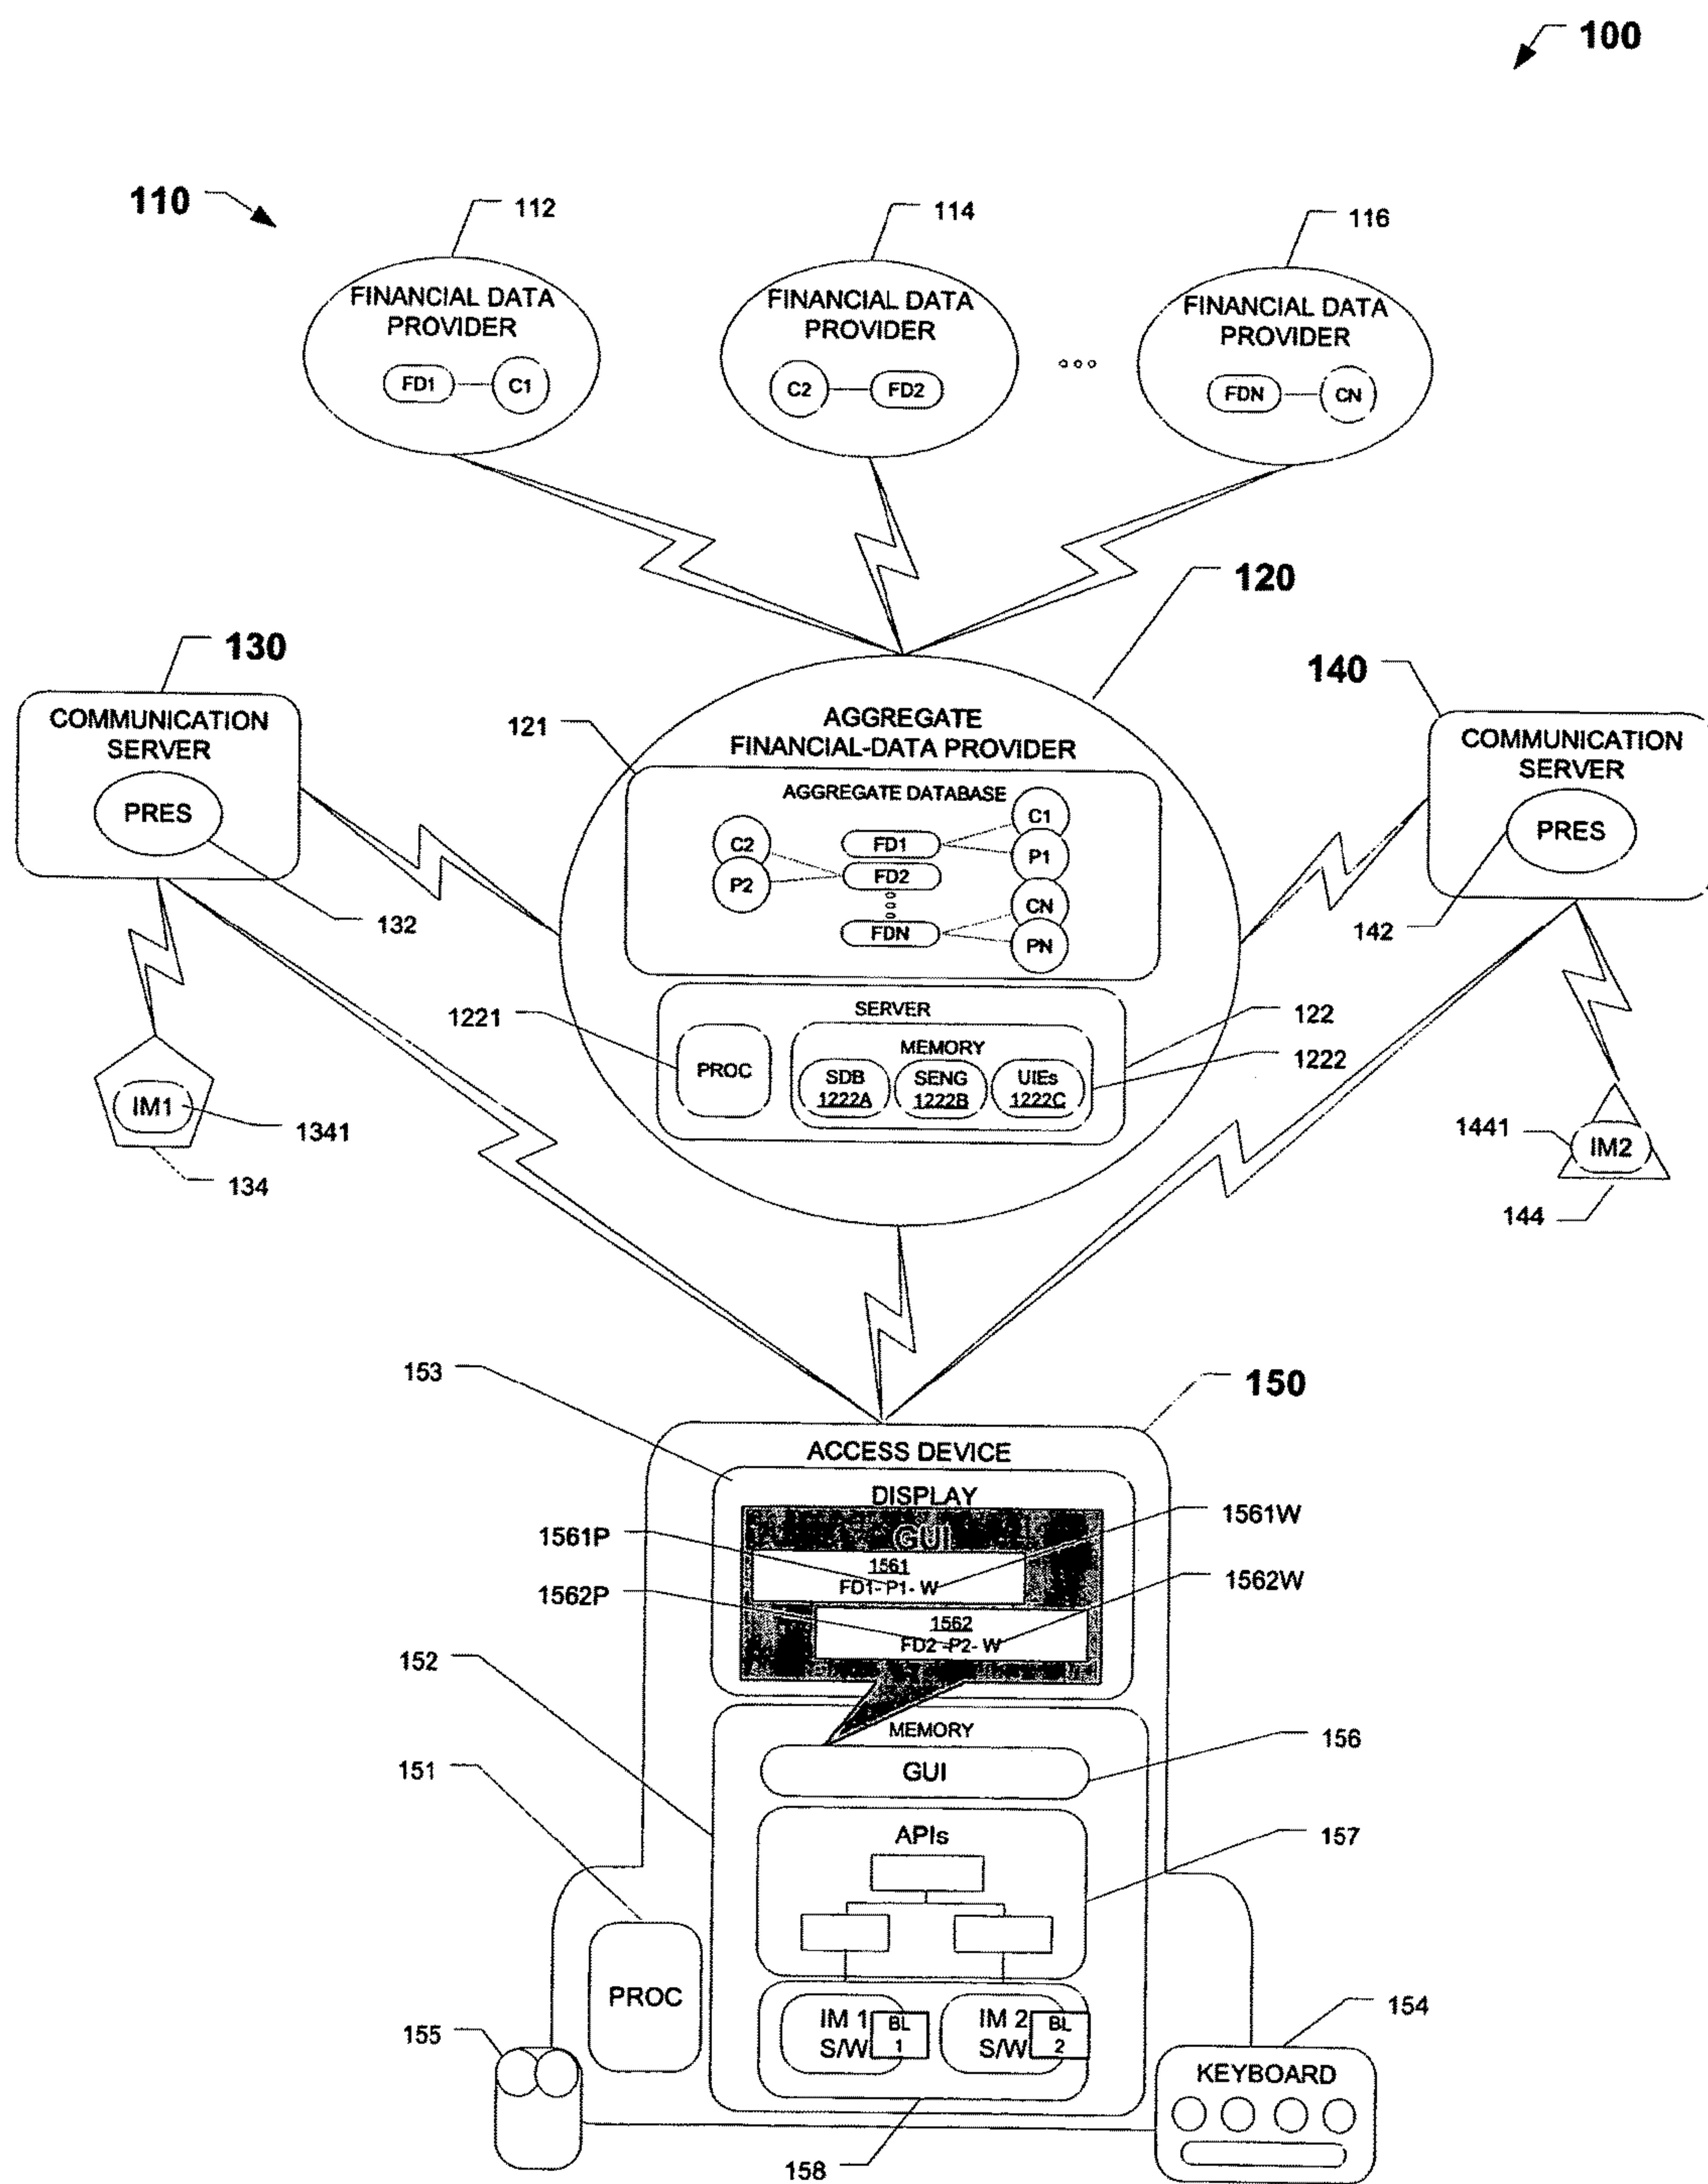 100
110
112
114
116
FINANCIAL DATA
PROVIDER
FD1
C1
FINANCIAL DATA
PROVIDER
C2
FD2
FINANCIAL DATA
PROVIDER
FDN
CN
120
130
140
COMMUNICATION
SERVER
PRES
132
121
AGGREGATE
FINANCIAL-DATA PROVIDER
AGGREGATE DATABASE
C2
P2
FD1
FD2
FDN
C1
P1
CN
PN
COMMUNICATION
SERVER
PRES
142
1221
SERVER
122
PROC
MEMORY
1222
SDB
1222A
SENG
1222B
UIEs
1222C
IM1
1341
134
1441
IM2
144
153
150
ACCESS DEVICE
DISPLAY
GUI
1561P
1561W
1561
FD1- P1- W
1562P
1562W
1562
FD2 -P2- W
152
MEMORY
156
GUI
151
APIs
157
PROC
IM 1
S/W
BL
1
IM 2
S/W
BL
2
155
154
KEYBOARD
158